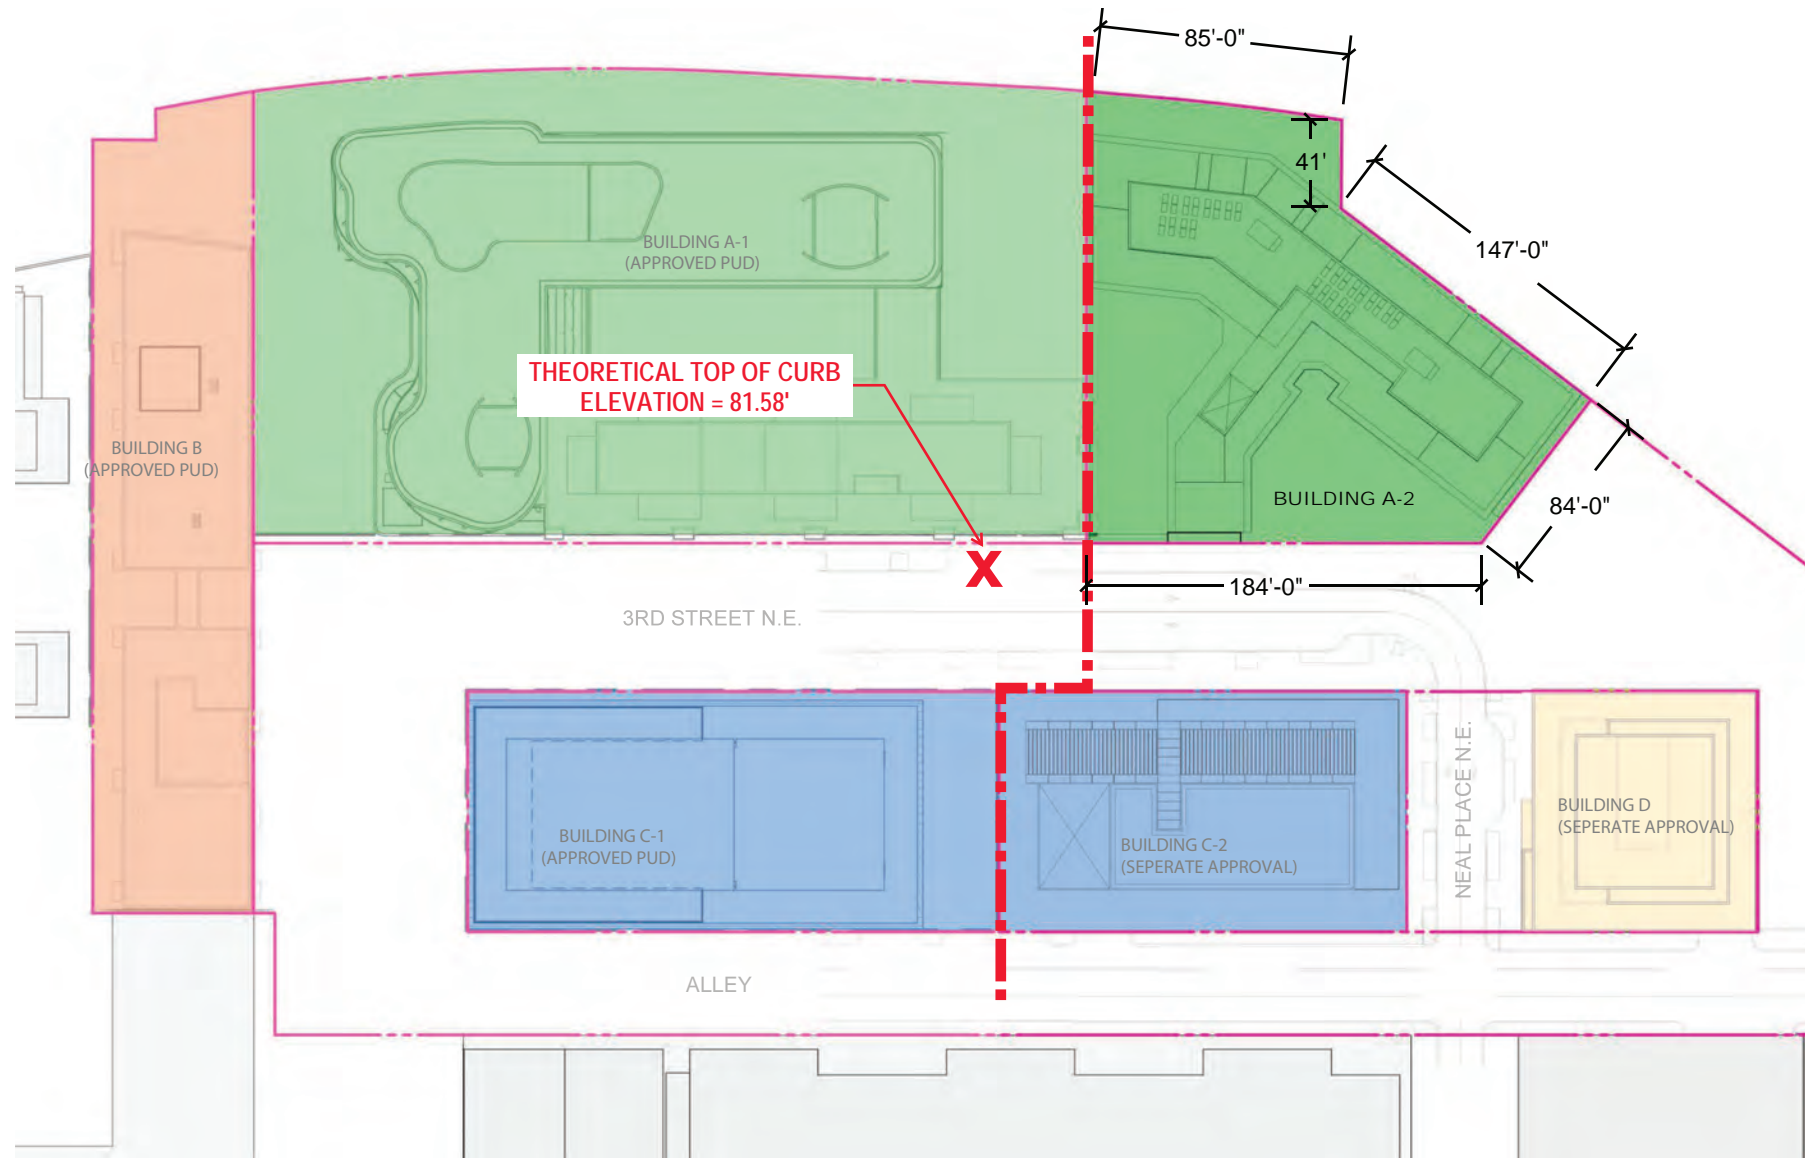 85'-0"
41'
147'-0"
BUILDING A-1
(APPROVED PUD)
THEORETICAL TOP OF CURB
ELEVATION = 81.58'
BUILDING B
(APPROVED PUD)
BUILDING A-2
84'-0"
184'-0"
X
3RD STREET N.E.
NEAL PLACE N.E.
BUILDING C-1
(APPROVED PUD)
BUILDING C-2
(SEPERATE APPROVAL)
BUILDING D
(SEPERATE APPROVAL)
ALLEY